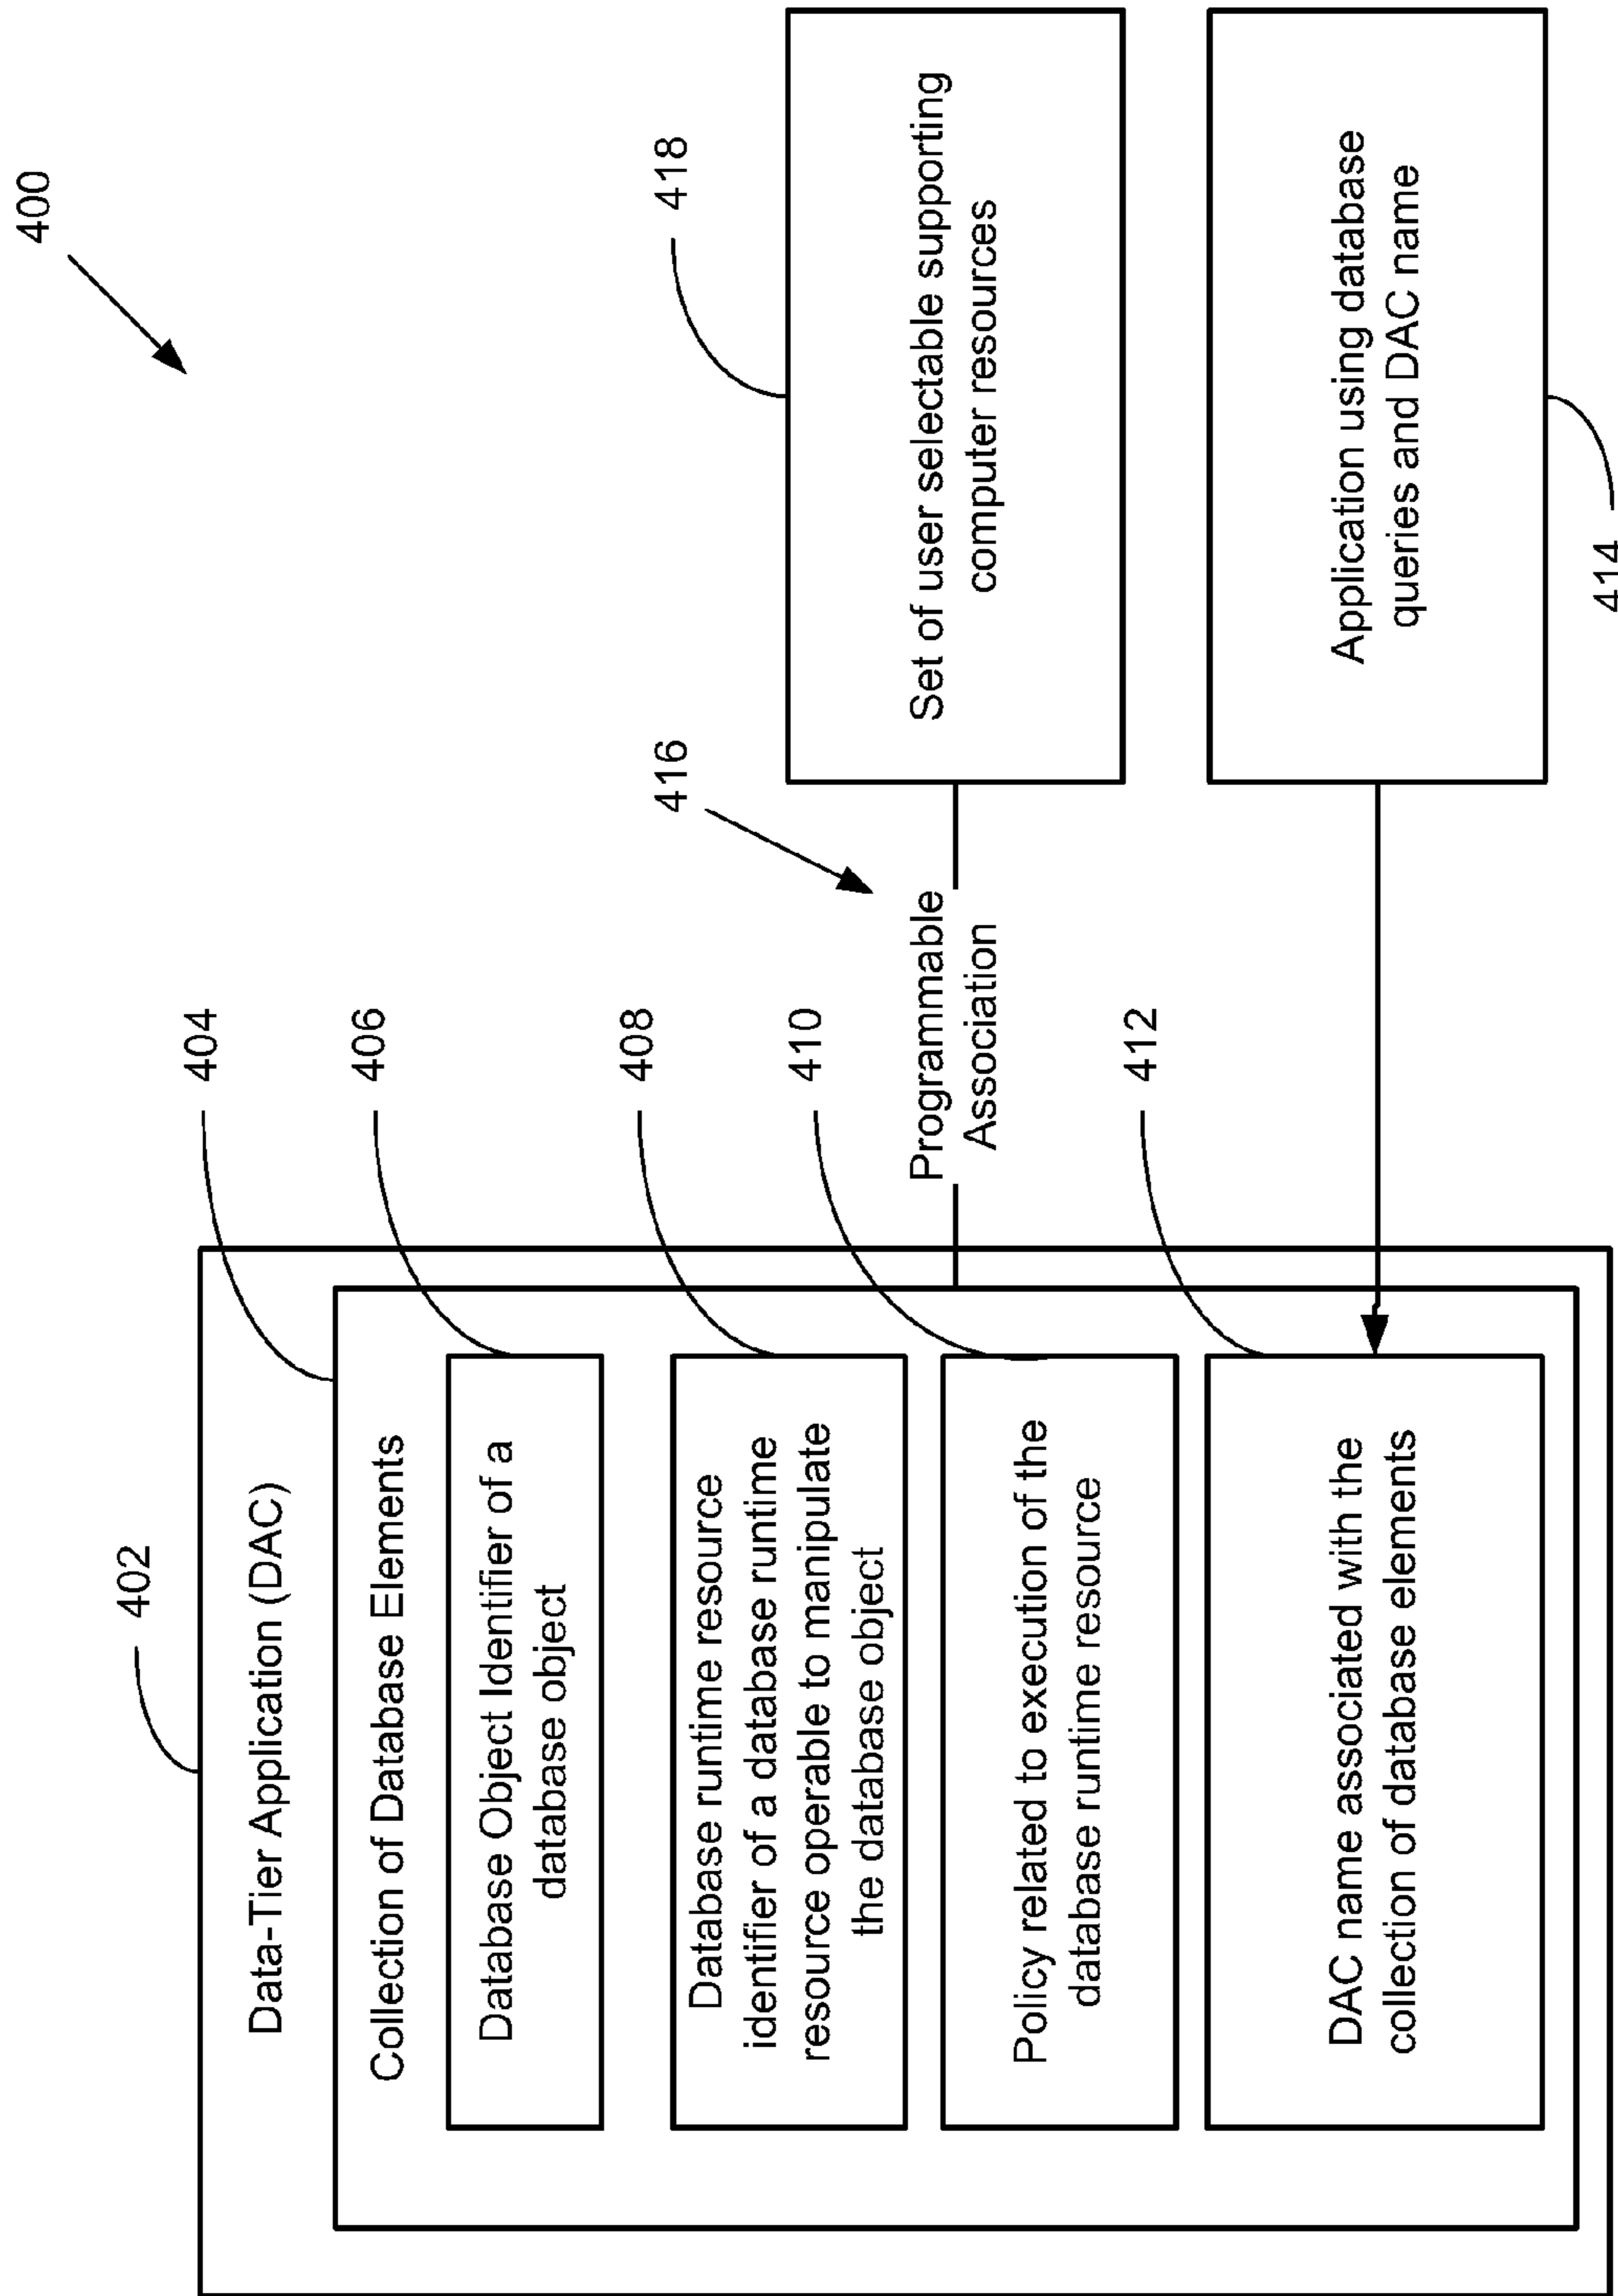 400
402
Data-Tier Application (DAC)
404
Collection of Database Elements
406
Database Object Identifier of a
database object
408
Database runtime resource
identifier of a database runtime
resource operable to manipulate
the database object
410
Policy related to execution of the
database runtime resource
412
DAC name associated with the
collection of database elements
416
Programmable
Association
418
Set of user selectable supporting
computer resources
Application using database
queries and DAC name
414